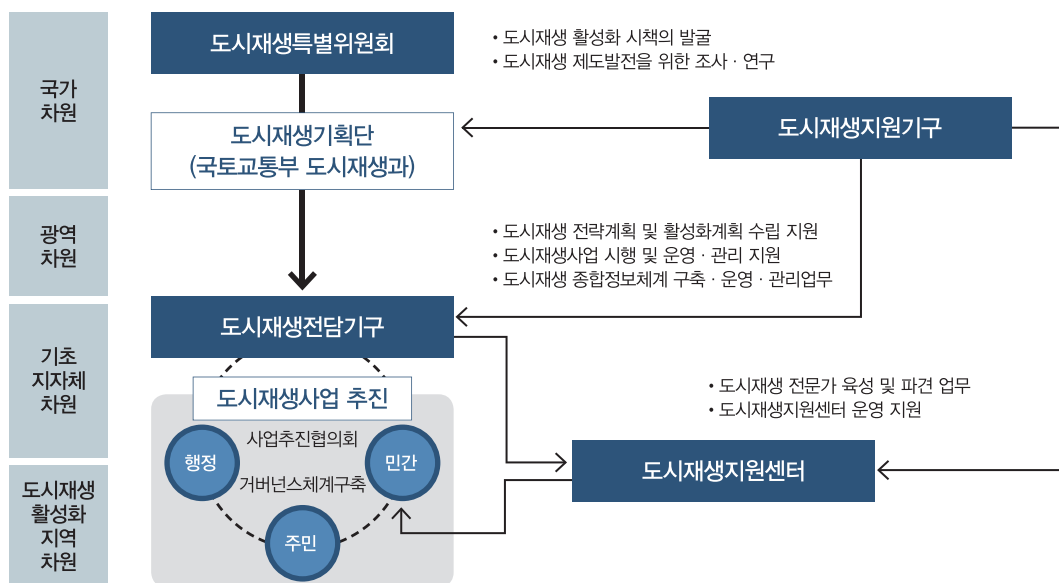 국가
차원
도시재생특별위원회
• 도시재생 활성화 시책의 발굴
• 도시재생 제도발전을 위한 조사 · 연구
도시재생기획단
(국토교통부 도시재생과)
도시재생지원기구
광역
차원
• 도시재생 전략계획 및 활성화계획 수립 지원
• 도시재생사업 시행 및 운영 · 관리 지원
• 도시재생 종합정보체계 구축 · 운영 · 관리업무
기초
지자체
차원
도시재생전담기구
도시재생사업 추진
• 도시재생 전문가 육성 및 파견 업무
• 도시재생지원센터 운영 지원
사업추진협의회
행정
민간
거버넌스체계구축
주민
도시재생지원센터
도시재생
활성화
지역
차원